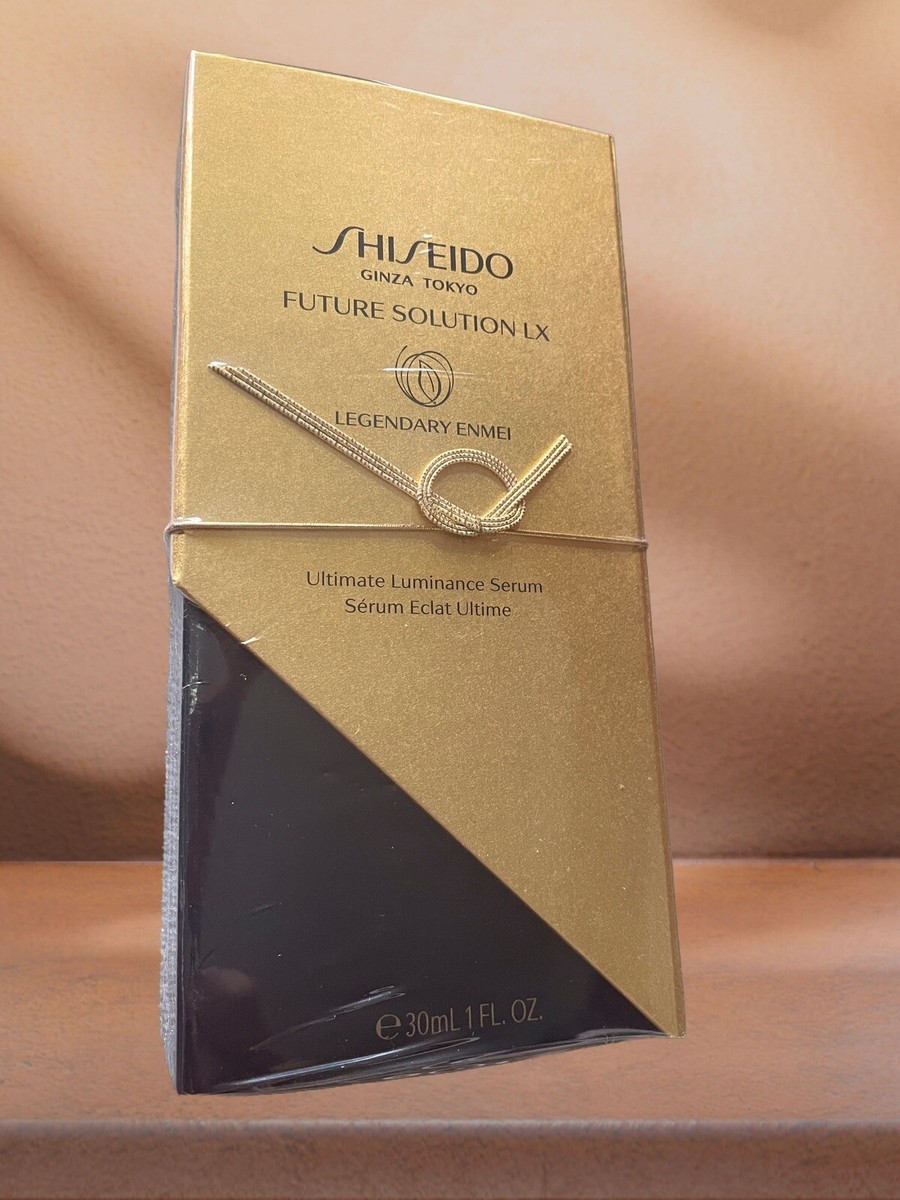 SHISEIDO
GINZA TOKYO
FUTURE SOLUTION LX
LEGENDARY ENMEI
Ultimate Luminance Serum
Sérum Eclat Ultime
℮ 30mL 1 FL. OZ.